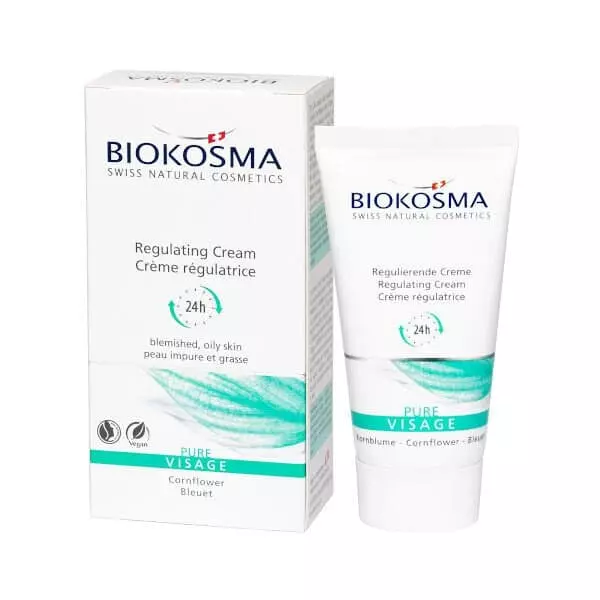 BIOKOSMA
BIOKOSMA
SWISS NATURAL COSMETICS
Regulating Cream
Crème régulatrice
24h
blemished, oily skin
peau impure et grasse
Vegan
PURE
VISAGE
Cornflower
Bleuet
BIOKOSMA
SWISS NATURAL COSMETICS
Regulierende Creme
Regulating Cream
Crème régulatrice
24h
PURE
VISAGE
Kornblume - Cornflower - Bleuet